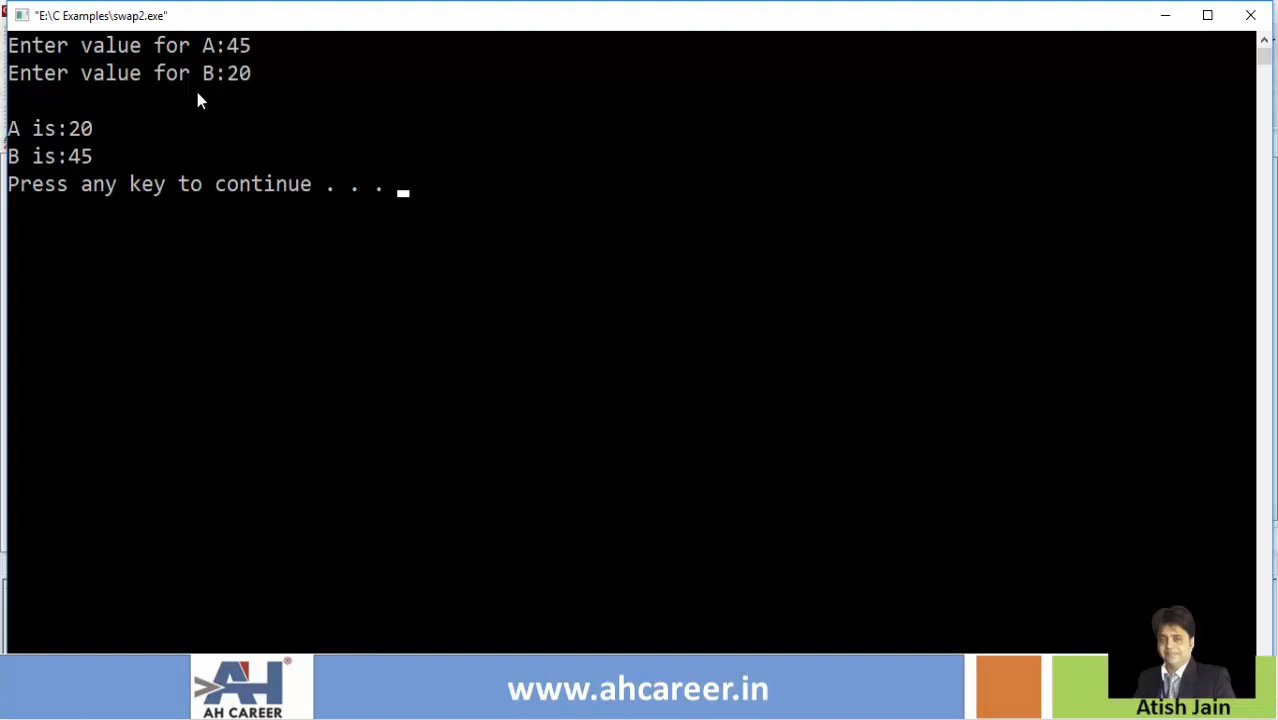 "E:\C Examples\swap2.exe"
Enter value for A:45
Enter value for B:20
A is:20
B is:45
Press any key to continue . . .
AH
®
AH CAREER
www.ahcareer.in
Atish Jain